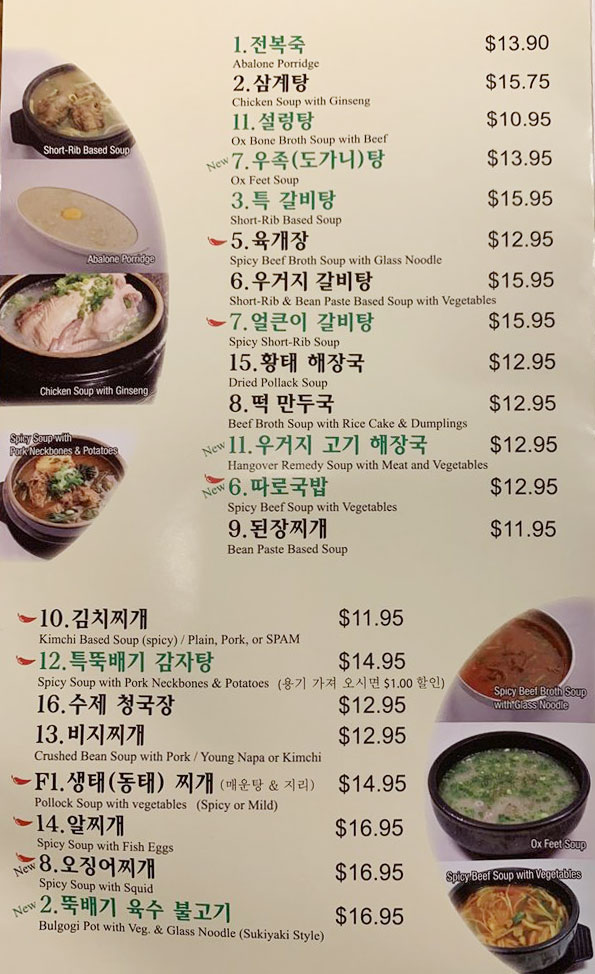 1.전복죽 $13.90
Abalone Porridge
2.삼계탕 $15.75
Chicken Soup with Ginseng
11.설렁탕 $10.95
Ox Bone Broth Soup with Beef
New 7.우족(도가니)탕 $13.95
Ox Feet Soup
3.특 갈비탕 $15.95
Short-Rib Based Soup
5.육개장 $12.95
Spicy Beef Broth Soup with Glass Noodle
6.우거지 갈비탕 $15.95
Short-Rib & Bean Paste Based Soup with Vegetables
7.얼큰이 갈비탕 $15.95
Spicy Short-Rib Soup
15.황태 해장국 $12.95
Dried Pollack Soup
8.떡 만두국 $12.95
Beef Broth Soup with Rice Cake & Dumplings
New 11.우거지 고기 해장국 $12.95
Hangover Remedy Soup with Meat and Vegetables
New 6.따로국밥 $12.95
Spicy Beef Soup with Vegetables
9.된장찌개 $11.95
Bean Paste Based Soup
Short-Rib Based Soup
Abalone Porridge
Chicken Soup with Ginseng
Spicy Soup with
Pork Neckbones & Potatoes
10.김치찌개 $11.95
Kimchi Based Soup (spicy) / Plain, Pork, or SPAM
12.특뚝배기 감자탕 $14.95
Spicy Soup with Pork Neckbones & Potatoes (용기 가져 오시면 $1.00 할인)
16.수제 청국장 $12.95
13.비지찌개 $12.95
Crushed Bean Soup with Pork / Young Napa or Kimchi
F1.생태(동태) 찌개 (매운탕 & 지리) $14.95
Pollock Soup with vegetables (Spicy or Mild)
14.알찌개 $16.95
Spicy Soup with Fish Eggs
New 8.오징어찌개 $16.95
Spicy Soup with Squid
New 2.뚝배기 육수 불고기 $16.95
Bulgogi Pot with Veg. & Glass Noodle (Sukiyaki Style)
Spicy Beef Broth Soup
with Glass Noodle
Ox Feet Soup
Spicy Beef Soup with Vegetables